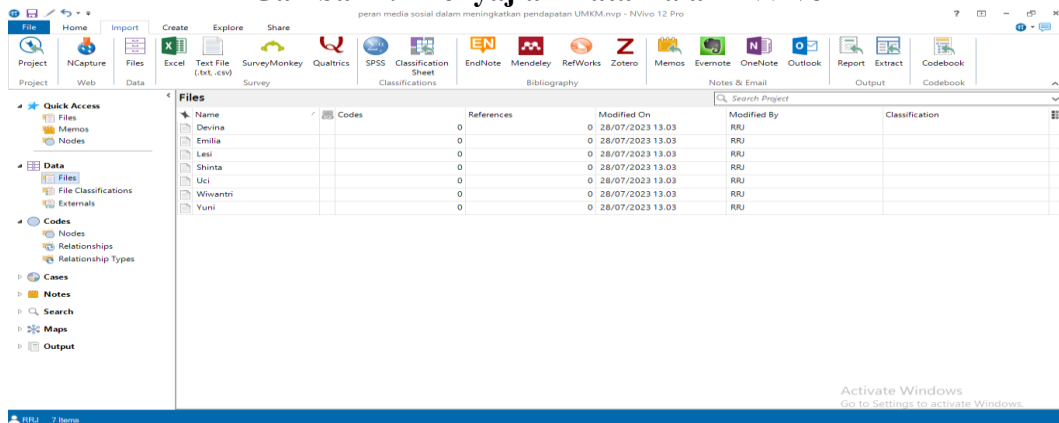 peran media sosial dalam meningkatkan pendapatan UMKM.nvp - NVivo 12 Pro
File Home Import Create Explore Share
Project NCapture Files Excel Text File (.txt, .csv) SurveyMonkey Qualtrics SPSS Classification Sheet EndNote Mendeley RefWorks Zotero Memos Evernote OneNote Outlook Report Extract Codebook
Project Web Data Survey Classifications Bibliography Notes & Email Output Codebook
Quick Access
Files
Memos
Nodes
Data
Files
File Classifications
Externals
Codes
Nodes
Relationships
Relationship Types
Cases
Notes
Search
Maps
Output
Files Search Project
Name Codes References Modified On Modified By Classification
Devina 0 0 28/07/2023 13.03 RRJ
Emilia 0 0 28/07/2023 13.03 RRJ
Lesi 0 0 28/07/2023 13.03 RRJ
Shinta 0 0 28/07/2023 13.03 RRJ
Uci 0 0 28/07/2023 13.03 RRJ
Wiwantri 0 0 28/07/2023 13.03 RRJ
Yuni 0 0 28/07/2023 13.03 RRJ
Activate Windows
Go to Settings to activate Windows.
RRJ 7 Items